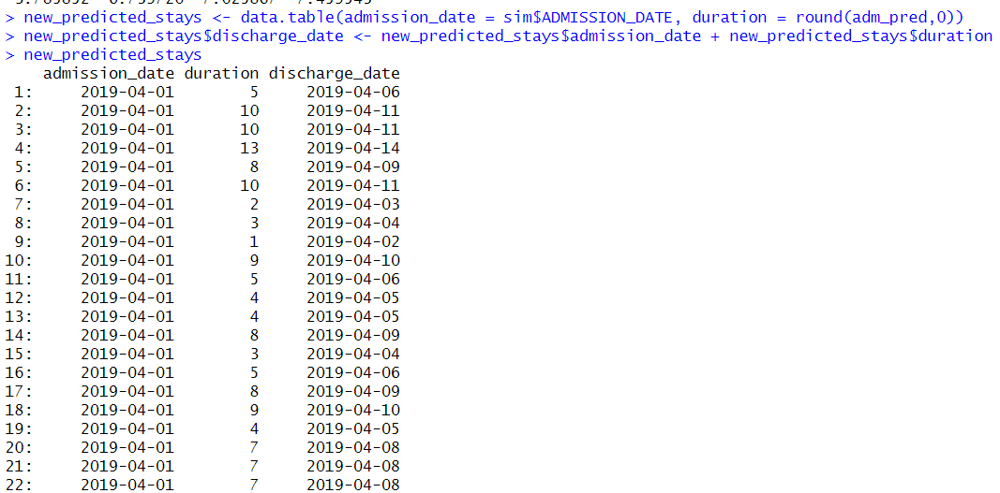 > new_predicted_stays <- data.table(admission_date = sim$ADMISSION_DATE, duration = round(adm_pred,0))
> new_predicted_stays$discharge_date <- new_predicted_stays$admission_date + new_predicted_stays$duration
> new_predicted_stays
admission_date duration discharge_date
1: 2019-04-01 5 2019-04-06
2: 2019-04-01 10 2019-04-11
3: 2019-04-01 10 2019-04-11
4: 2019-04-01 13 2019-04-14
5: 2019-04-01 8 2019-04-09
6: 2019-04-01 10 2019-04-11
7: 2019-04-01 2 2019-04-03
8: 2019-04-01 3 2019-04-04
9: 2019-04-01 1 2019-04-02
10: 2019-04-01 9 2019-04-10
11: 2019-04-01 5 2019-04-06
12: 2019-04-01 4 2019-04-05
13: 2019-04-01 4 2019-04-05
14: 2019-04-01 8 2019-04-09
15: 2019-04-01 3 2019-04-04
16: 2019-04-01 5 2019-04-06
17: 2019-04-01 8 2019-04-09
18: 2019-04-01 9 2019-04-10
19: 2019-04-01 4 2019-04-05
20: 2019-04-01 7 2019-04-08
21: 2019-04-01 7 2019-04-08
22: 2019-04-01 7 2019-04-08